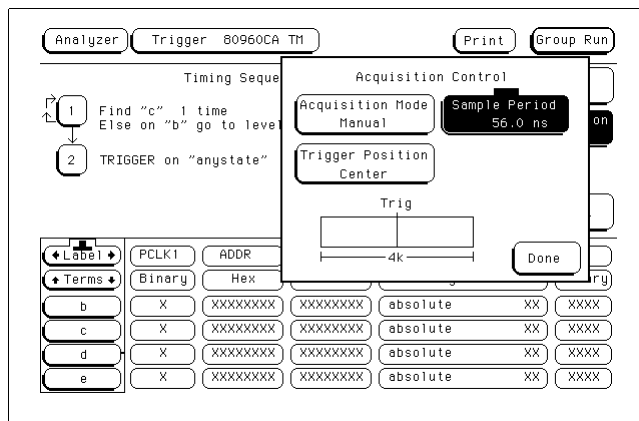 Analyzer Trigger 80960CA TM Print Group Run
Timing Seque
1 Find "c" 1 time
Else on "b" go to level
2 TRIGGER on "anystate"
Acquisition Control
Acquisition Mode
Manual
Sample Period
56.0 ns
on
Trigger Position
Center
Trig
4k
Done
Label PCLK1 ADDR
Terms Binary Hex ry
b X XXXXXXXX XXXXXXXX absolute XX XXXX
c X XXXXXXXX XXXXXXXX absolute XX XXXX
d X XXXXXXXX XXXXXXXX absolute XX XXXX
e X XXXXXXXX XXXXXXXX absolute XX XXXX